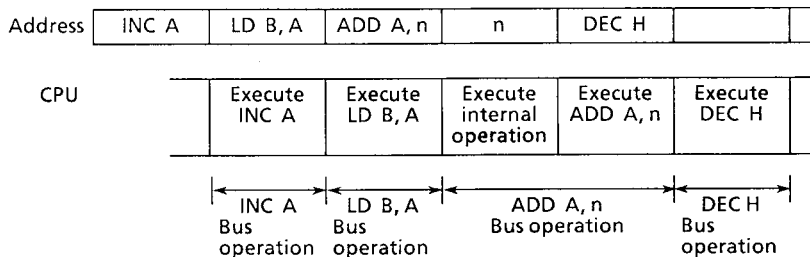 Address INC A LD B, A ADD A, n n DEC H
CPU Execute INC A Execute LD B, A Execute internal operation Execute ADD A, n Execute DEC H
INC A Bus operation LD B, A Bus operation ADD A, n Bus operation DEC H Bus operation